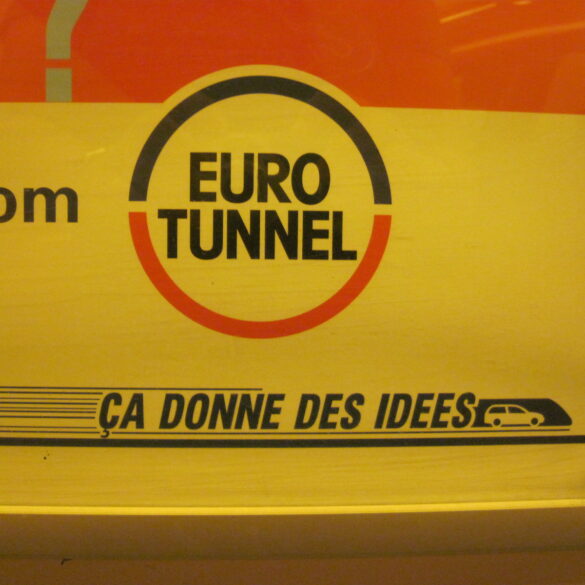 ?
om
EURO
TUNNEL
ÇA DONNE DES IDEES